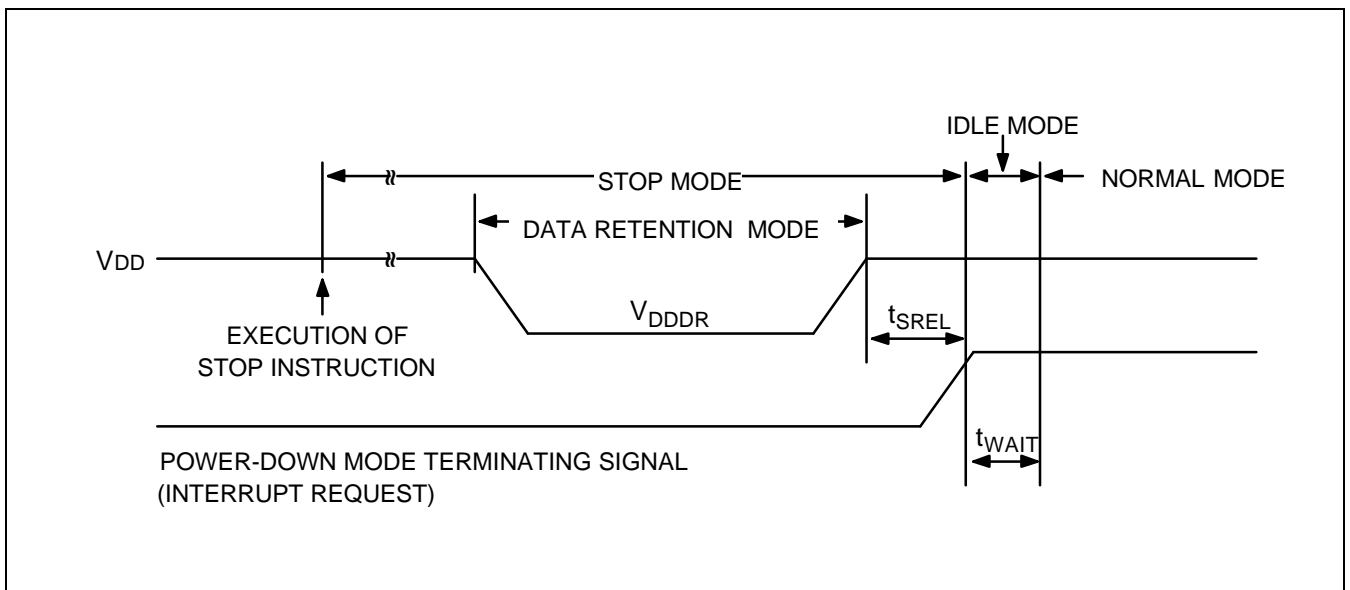 IDLE MODE
STOP MODE
NORMAL MODE
DATA RETENTION MODE
VDD
VDDDR
tSREL
EXECUTION OF
STOP INSTRUCTION
tWAIT
POWER-DOWN MODE TERMINATING SIGNAL
(INTERRUPT REQUEST)